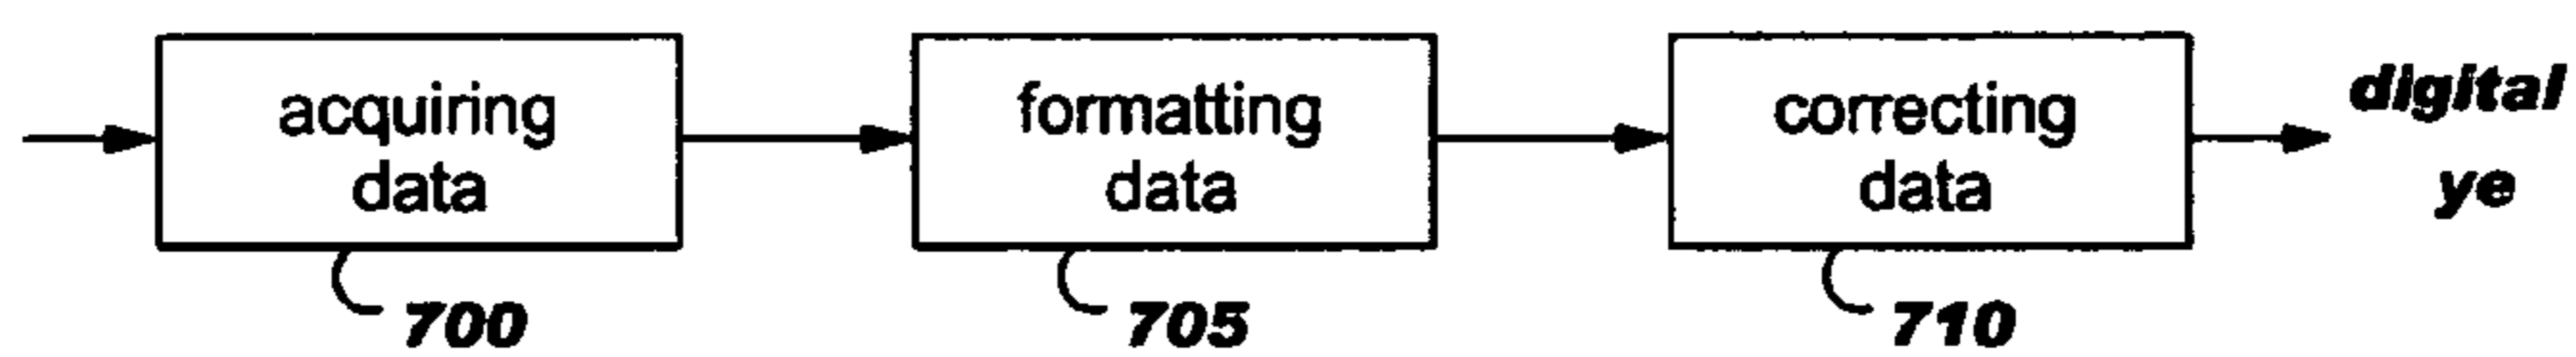 acquiring
data
700
formatting
data
705
correcting
data
710
digital
ye